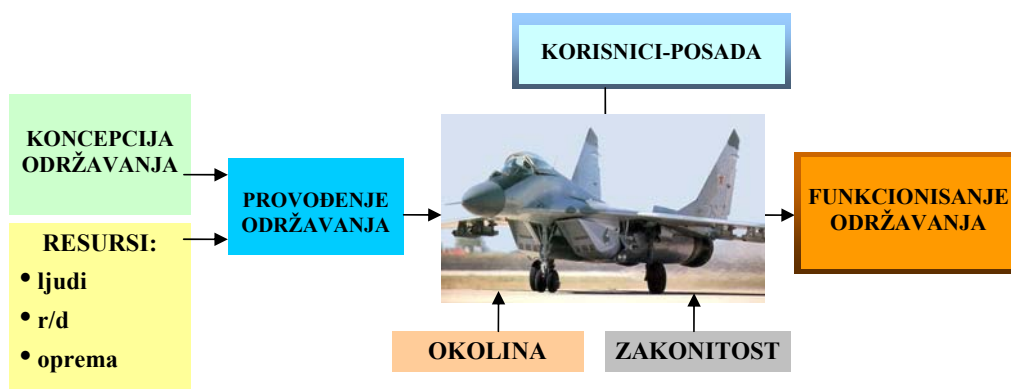 KORISNICI-POSADA
KONCEPCIJA
ODRŽAVANJA
PROVOĐENJE
ODRŽAVANJA
FUNKCIONISANJE
ODRŽAVANJA
RESURSI:
• ljudi
• r/d
• oprema
OKOLINA
ZAKONITOST